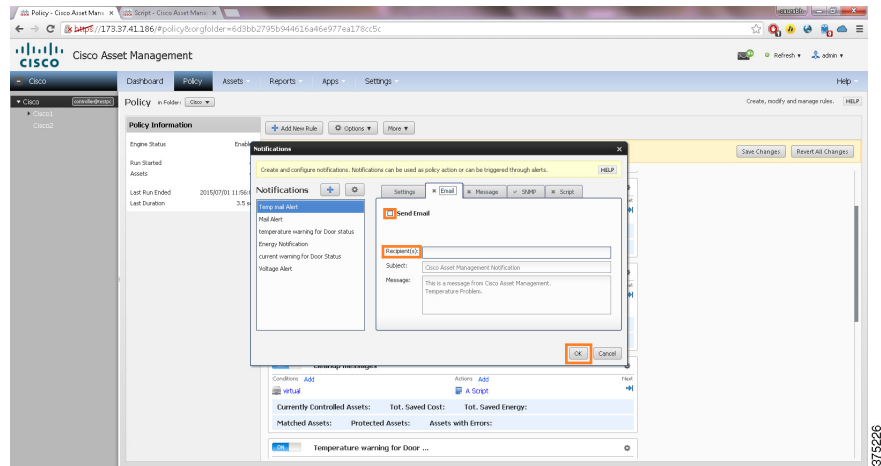 Policy - Cisco Asset Mana
Script - Cisco Asset Mana
https://173.37.41.186/#policy&orgfolder=6d3bb2795b944616a46e977ea178cc5c
CISCO
Cisco Asset Management
Refresh
admin
Cisco
Dashboard
Policy
Assets
Reports
Apps
Settings
Help
Cisco
Cisco1
Cisco2
Policy in Folder: Cisco
Create, modify and manage rules.
HELP
Policy Information
Add New Rule
Options
More
Engine Status
Enable
Run Started
Assets
Last Run Ended
2015/07/01 11:56:
Last Duration
3.5 s
Save Changes
Revert All Changes
Notifications
x
Create and configure notifications. Notifications can be used as policy action or can be triggered through alerts.
HELP
Notifications
Settings
Email
Message
SNMP
Script
Temp mail Alert
Mail Alert
temperature warning for Door status
Energy Notification
current warning for Door Status
Voltage Alert
Send Email
Recipient(s):
Subject:
Cisco Asset Management Notification
Message:
This is a message from Cisco Asset Management.
Temperature Problem.
OK
Cancel
Cleanup messages
Conditions Add
Actions Add
Next
virtual
A Script
Currently Controlled Assets: Tot. Saved Cost: Tot. Saved Energy:
Matched Assets: Protected Assets: Assets with Errors:
ON
Temperature warning for Door ...
375226